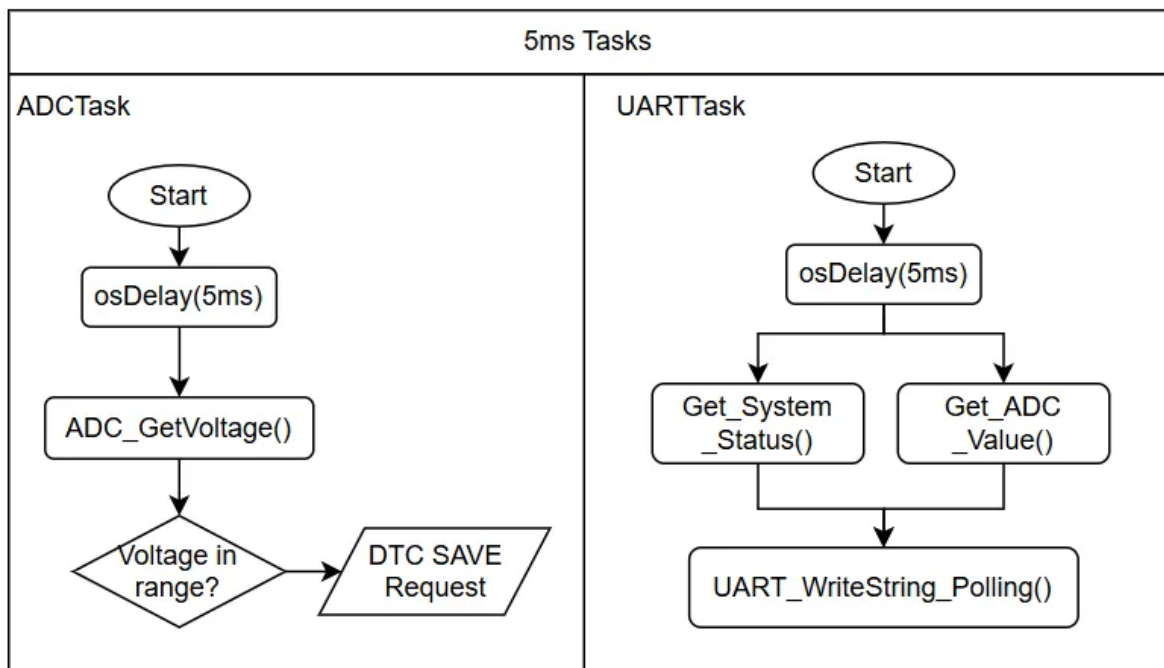 5ms Tasks
ADCTask
Start
osDelay(5ms)
ADC_GetVoltage()
Voltage in
range?
DTC SAVE
Request
UARTTask
Start
osDelay(5ms)
Get_System
_Status()
Get_ADC
_Value()
UART_WriteString_Polling()